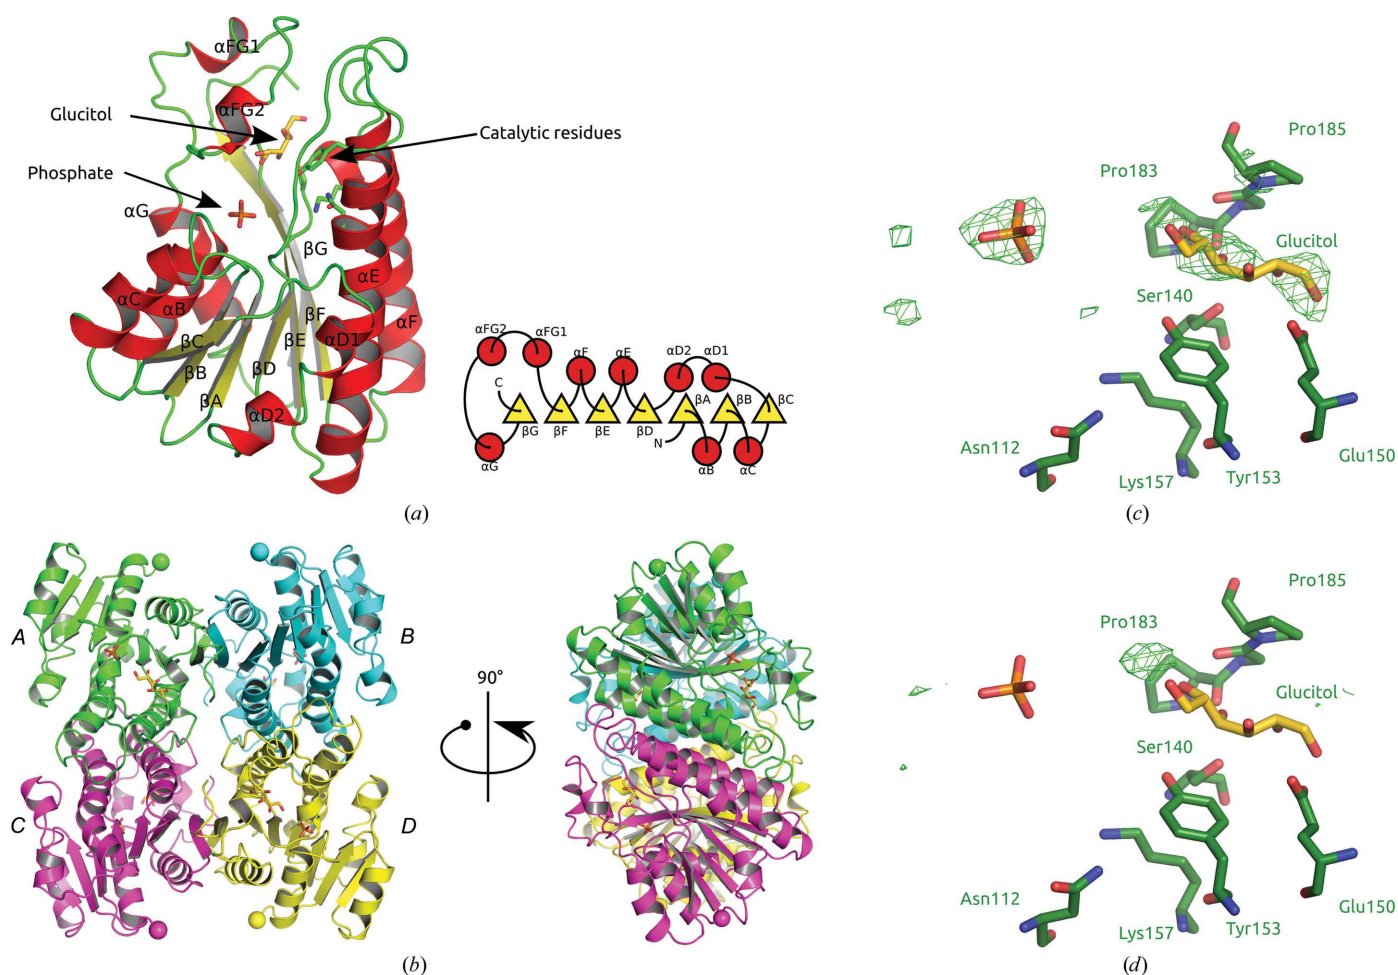 αFG1
αFG2
Glucitol
Catalytic residues
Phosphate
αG
βG
αE
αC
αB
βF
αF
βC
βE
αD1
βB
βD
βA
αD2
αFG2
αFG1
αF
αE
αD2
αD1
C
βA
βB
βC
βG
βF
βE
βD
N
αG
αB
αC
(a)
Pro185
Pro183
Glucitol
Ser140
Asn112
Glu150
Lys157
Tyr153
(c)
A
B
90°
C
D
(b)
Pro185
Pro183
Glucitol
Ser140
Asn112
Glu150
Lys157
Tyr153
(d)